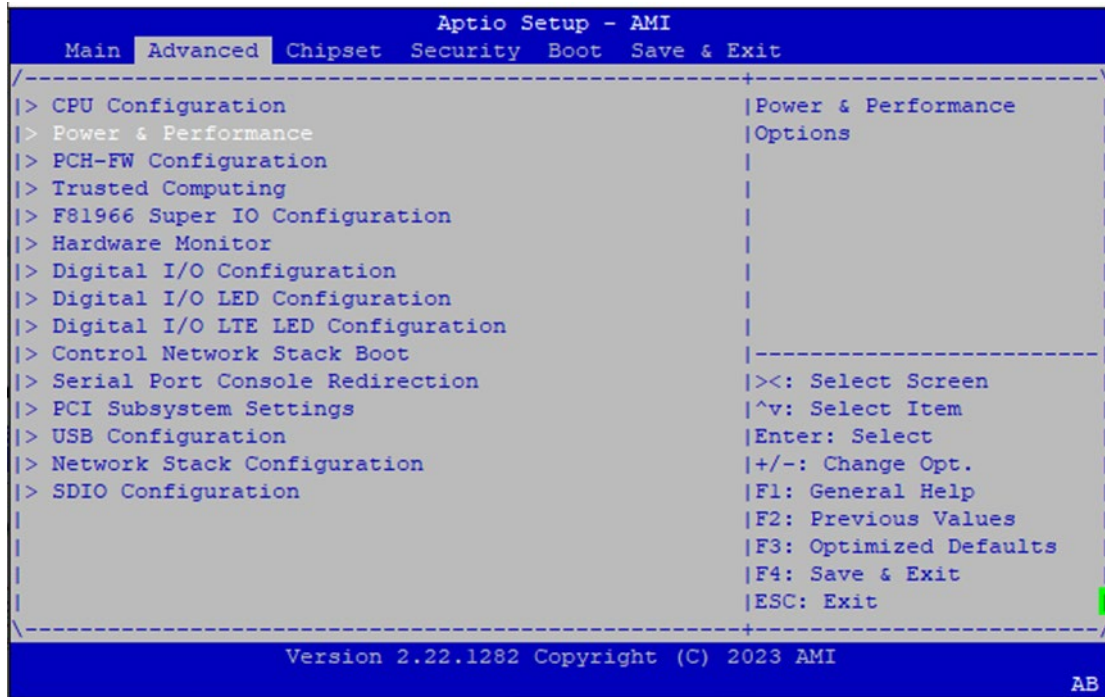 Aptio Setup - AMI
Main Advanced Chipset Security Boot Save & Exit
/----------------------------------------------------+-------------------------\
|> CPU Configuration |Power & Performance |
|> Power & Performance |Options |
|> PCH-FW Configuration | |
|> Trusted Computing | |
|> F81966 Super IO Configuration | |
|> Hardware Monitor | |
|> Digital I/O Configuration | |
|> Digital I/O LED Configuration | |
|> Digital I/O LTE LED Configuration | |
|> Control Network Stack Boot |-------------------------|
|> Serial Port Console Redirection |><: Select Screen |
|> PCI Subsystem Settings |^v: Select Item |
|> USB Configuration |Enter: Select |
|> Network Stack Configuration |+/-: Change Opt. |
|> SDIO Configuration |F1: General Help |
| |F2: Previous Values |
| |F3: Optimized Defaults |
| |F4: Save & Exit |
| |ESC: Exit
\----------------------------------------------------+-------------------------/
Version 2.22.1282 Copyright (C) 2023 AMI
AB